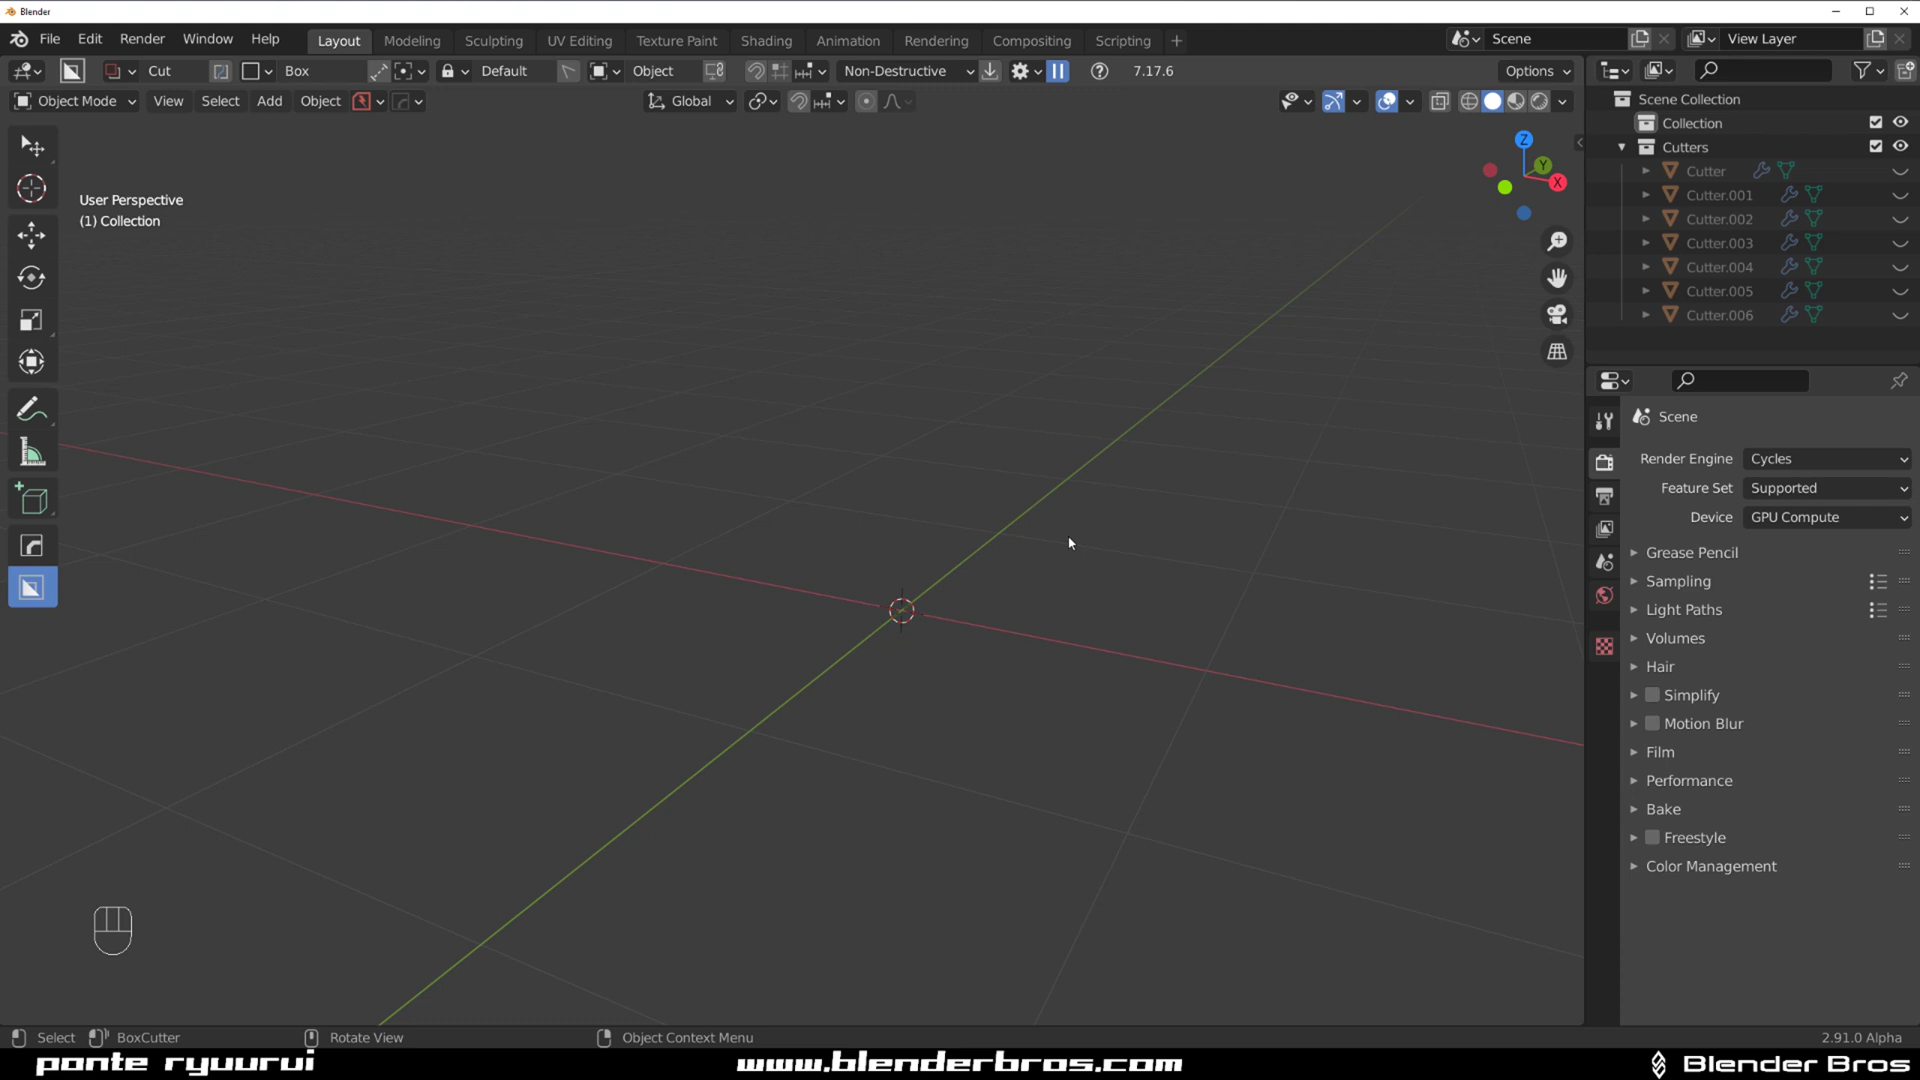 Blender
File Edit Render Window Help Layout Modeling Sculpting UV Editing Texture Paint Shading Animation Rendering Compositing Scripting + Scene View Layer
Cut Box Default Object Non-Destructive 7.17.6 Options
Object Mode View Select Add Object Global
User Perspective
(1) Collection
Z
Y
X
Scene Collection
Collection
Cutters
Cutter
Cutter.001
Cutter.002
Cutter.003
Cutter.004
Cutter.005
Cutter.006
Scene
Render Engine Cycles
Feature Set Supported
Device GPU Compute
Grease Pencil
Sampling
Light Paths
Volumes
Hair
Simplify
Motion Blur
Film
Performance
Bake
Freestyle
Color Management
Select BoxCutter Rotate View Object Context Menu 2.91.0 Alpha
ponte ryuurui www.blenderbros.com Blender Bros